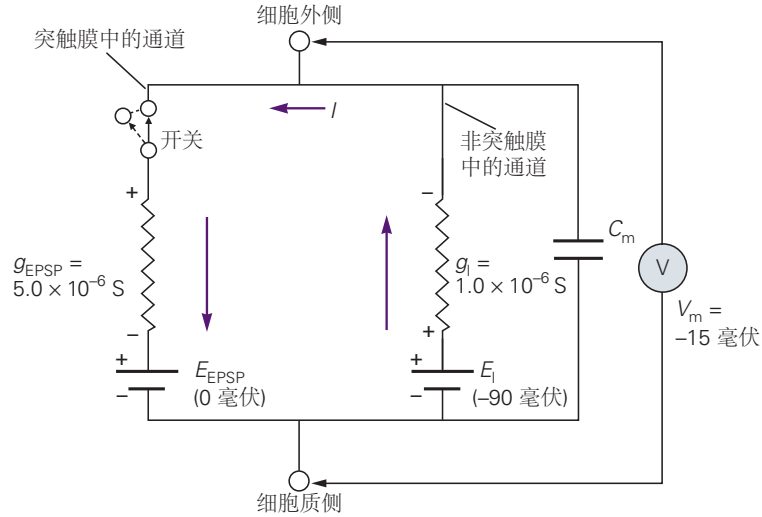 细胞外侧
突触膜中的通道
I
开关
非突触膜
中的通道
+
–
g_EPSP =
5.0 × 10⁻⁶ S
g_l =
1.0 × 10⁻⁶ S
C_m
V
V_m =
–15 毫伏
–
+
+
–
E_EPSP
(0 毫伏)
+
–
E_l
(–90 毫伏)
细胞质侧